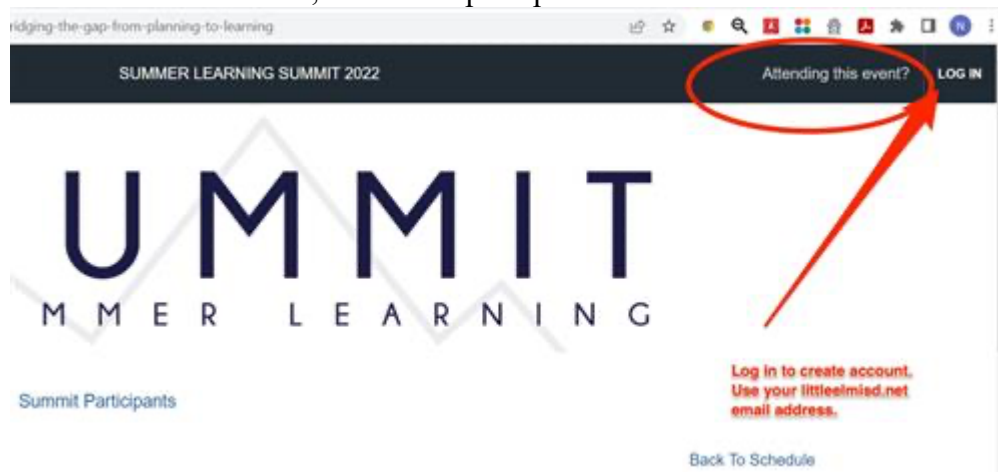 ridging-the-gap-from-planning-to-learning
SUMMER LEARNING SUMMIT 2022
Attending this event?
LOG IN
UMMIT
MMER LEARNING
Log in to create account.
Use your littleelmisd.net
email address.
Summit Participants
Back To Schedule